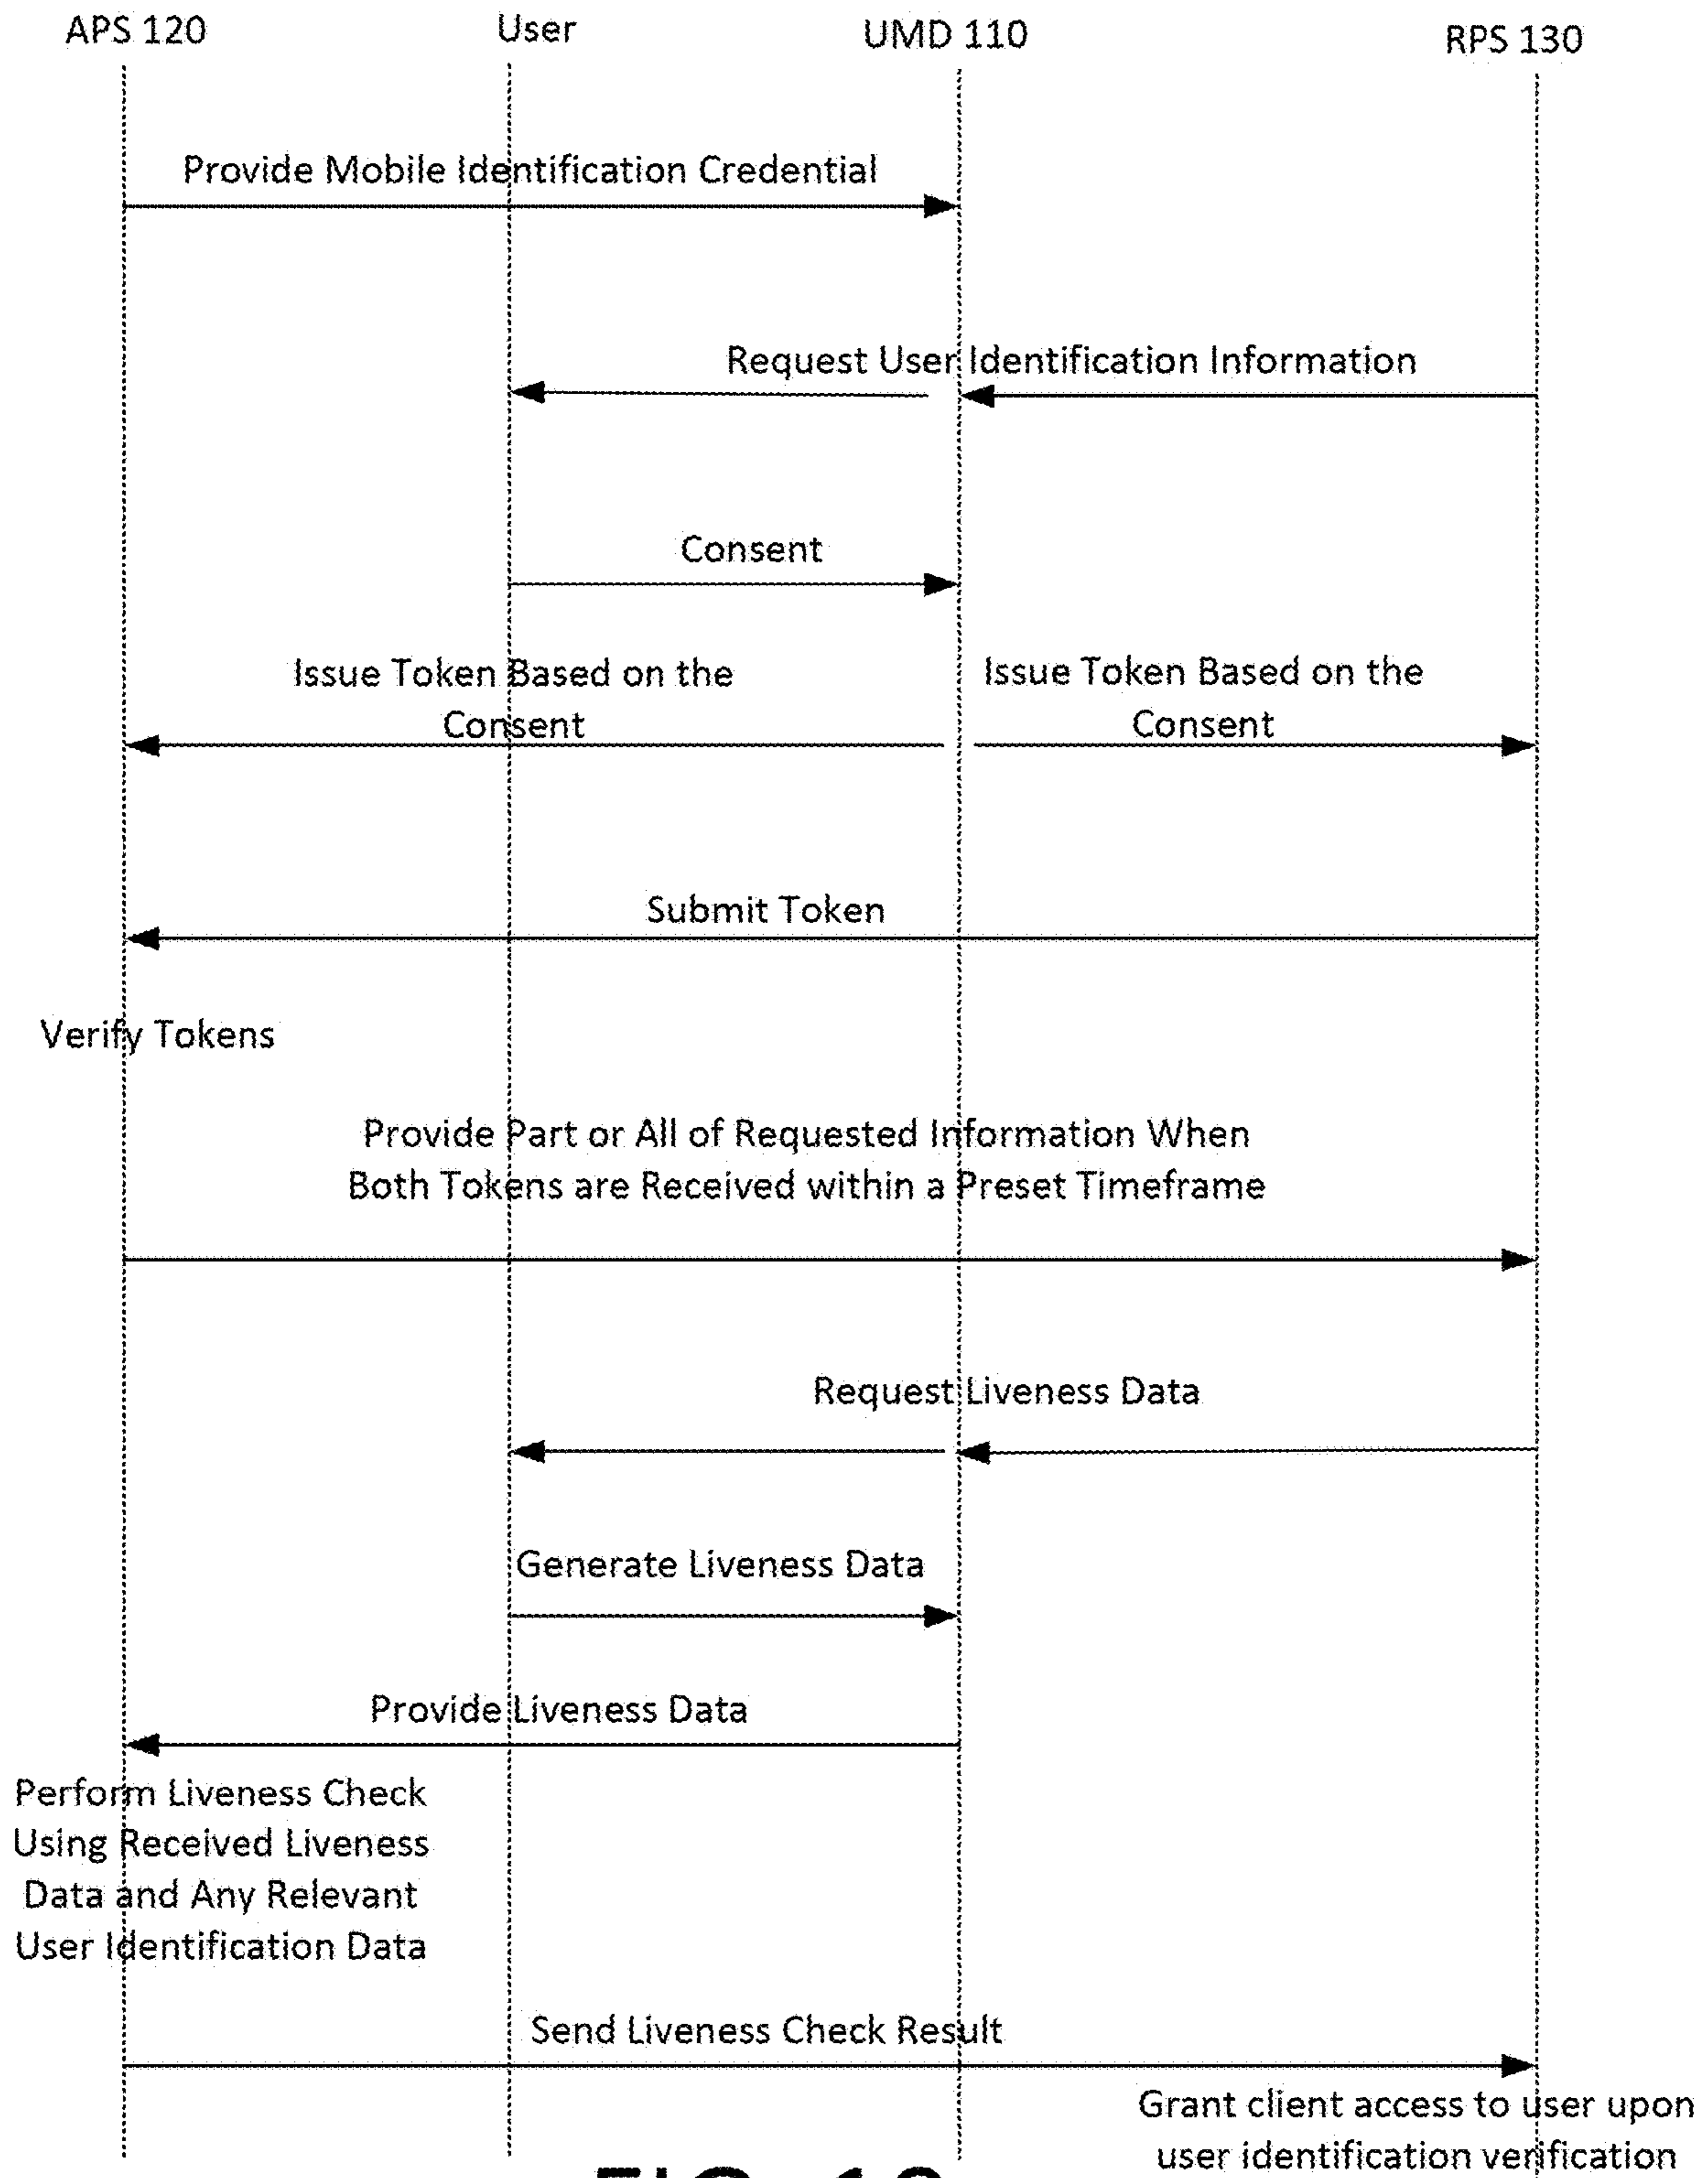 APS 120
User
UMD 110
RPS 130
Provide Mobile Identification Credential
Request User Identification Information
Consent
Issue Token Based on the
Consent
Issue Token Based on the
Consent
Submit Token
Verify Tokens
Provide Part or All of Requested Information When
Both Tokens are Received within a Preset Timeframe
Request Liveness Data
Generate Liveness Data
Provide Liveness Data
Perform Liveness Check
Using Received Liveness
Data and Any Relevant
User Identification Data
Send Liveness Check Result
Grant client access to user upon
user identification verification
FIG.